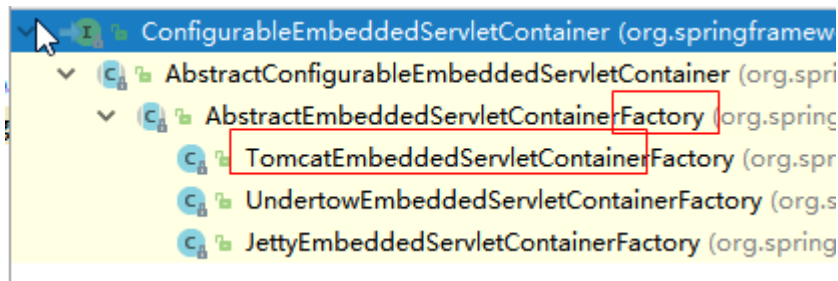 ConfigurableEmbeddedServletContainer (org.springframew
AbstractConfigurableEmbeddedServletContainer (org.spri
AbstractEmbeddedServletContainerFactory (org.spring
TomcatEmbeddedServletContainerFactory (org.spr
UndertowEmbeddedServletContainerFactory (org.s
JettyEmbeddedServletContainerFactory (org.spring